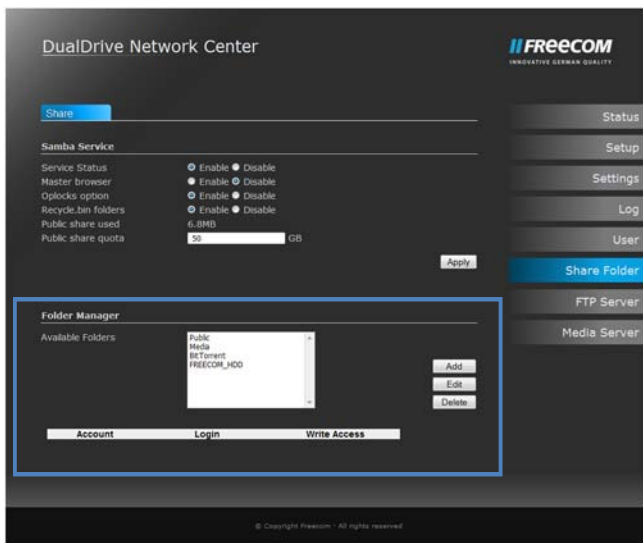 DualDrive Network Center
FREECOM
INNOVATIVE GERMAN QUALITY
Share
Samba Service
Service Status Enable Disable
Master browser Enable Disable
Oplocks option Enable Disable
Recycle.bin folders Enable Disable
Public share used 6.8MB
Public share quota 50 GB
Apply
Folder Manager
Available Folders
Public
Media
BitTorrent
FREECOM_HDD
Add
Edit
Delete
Account Login Write Access
Status
Setup
Settings
Log
User
Share Folder
FTP Server
Media Server
© Copyright Freecom - All rights reserved